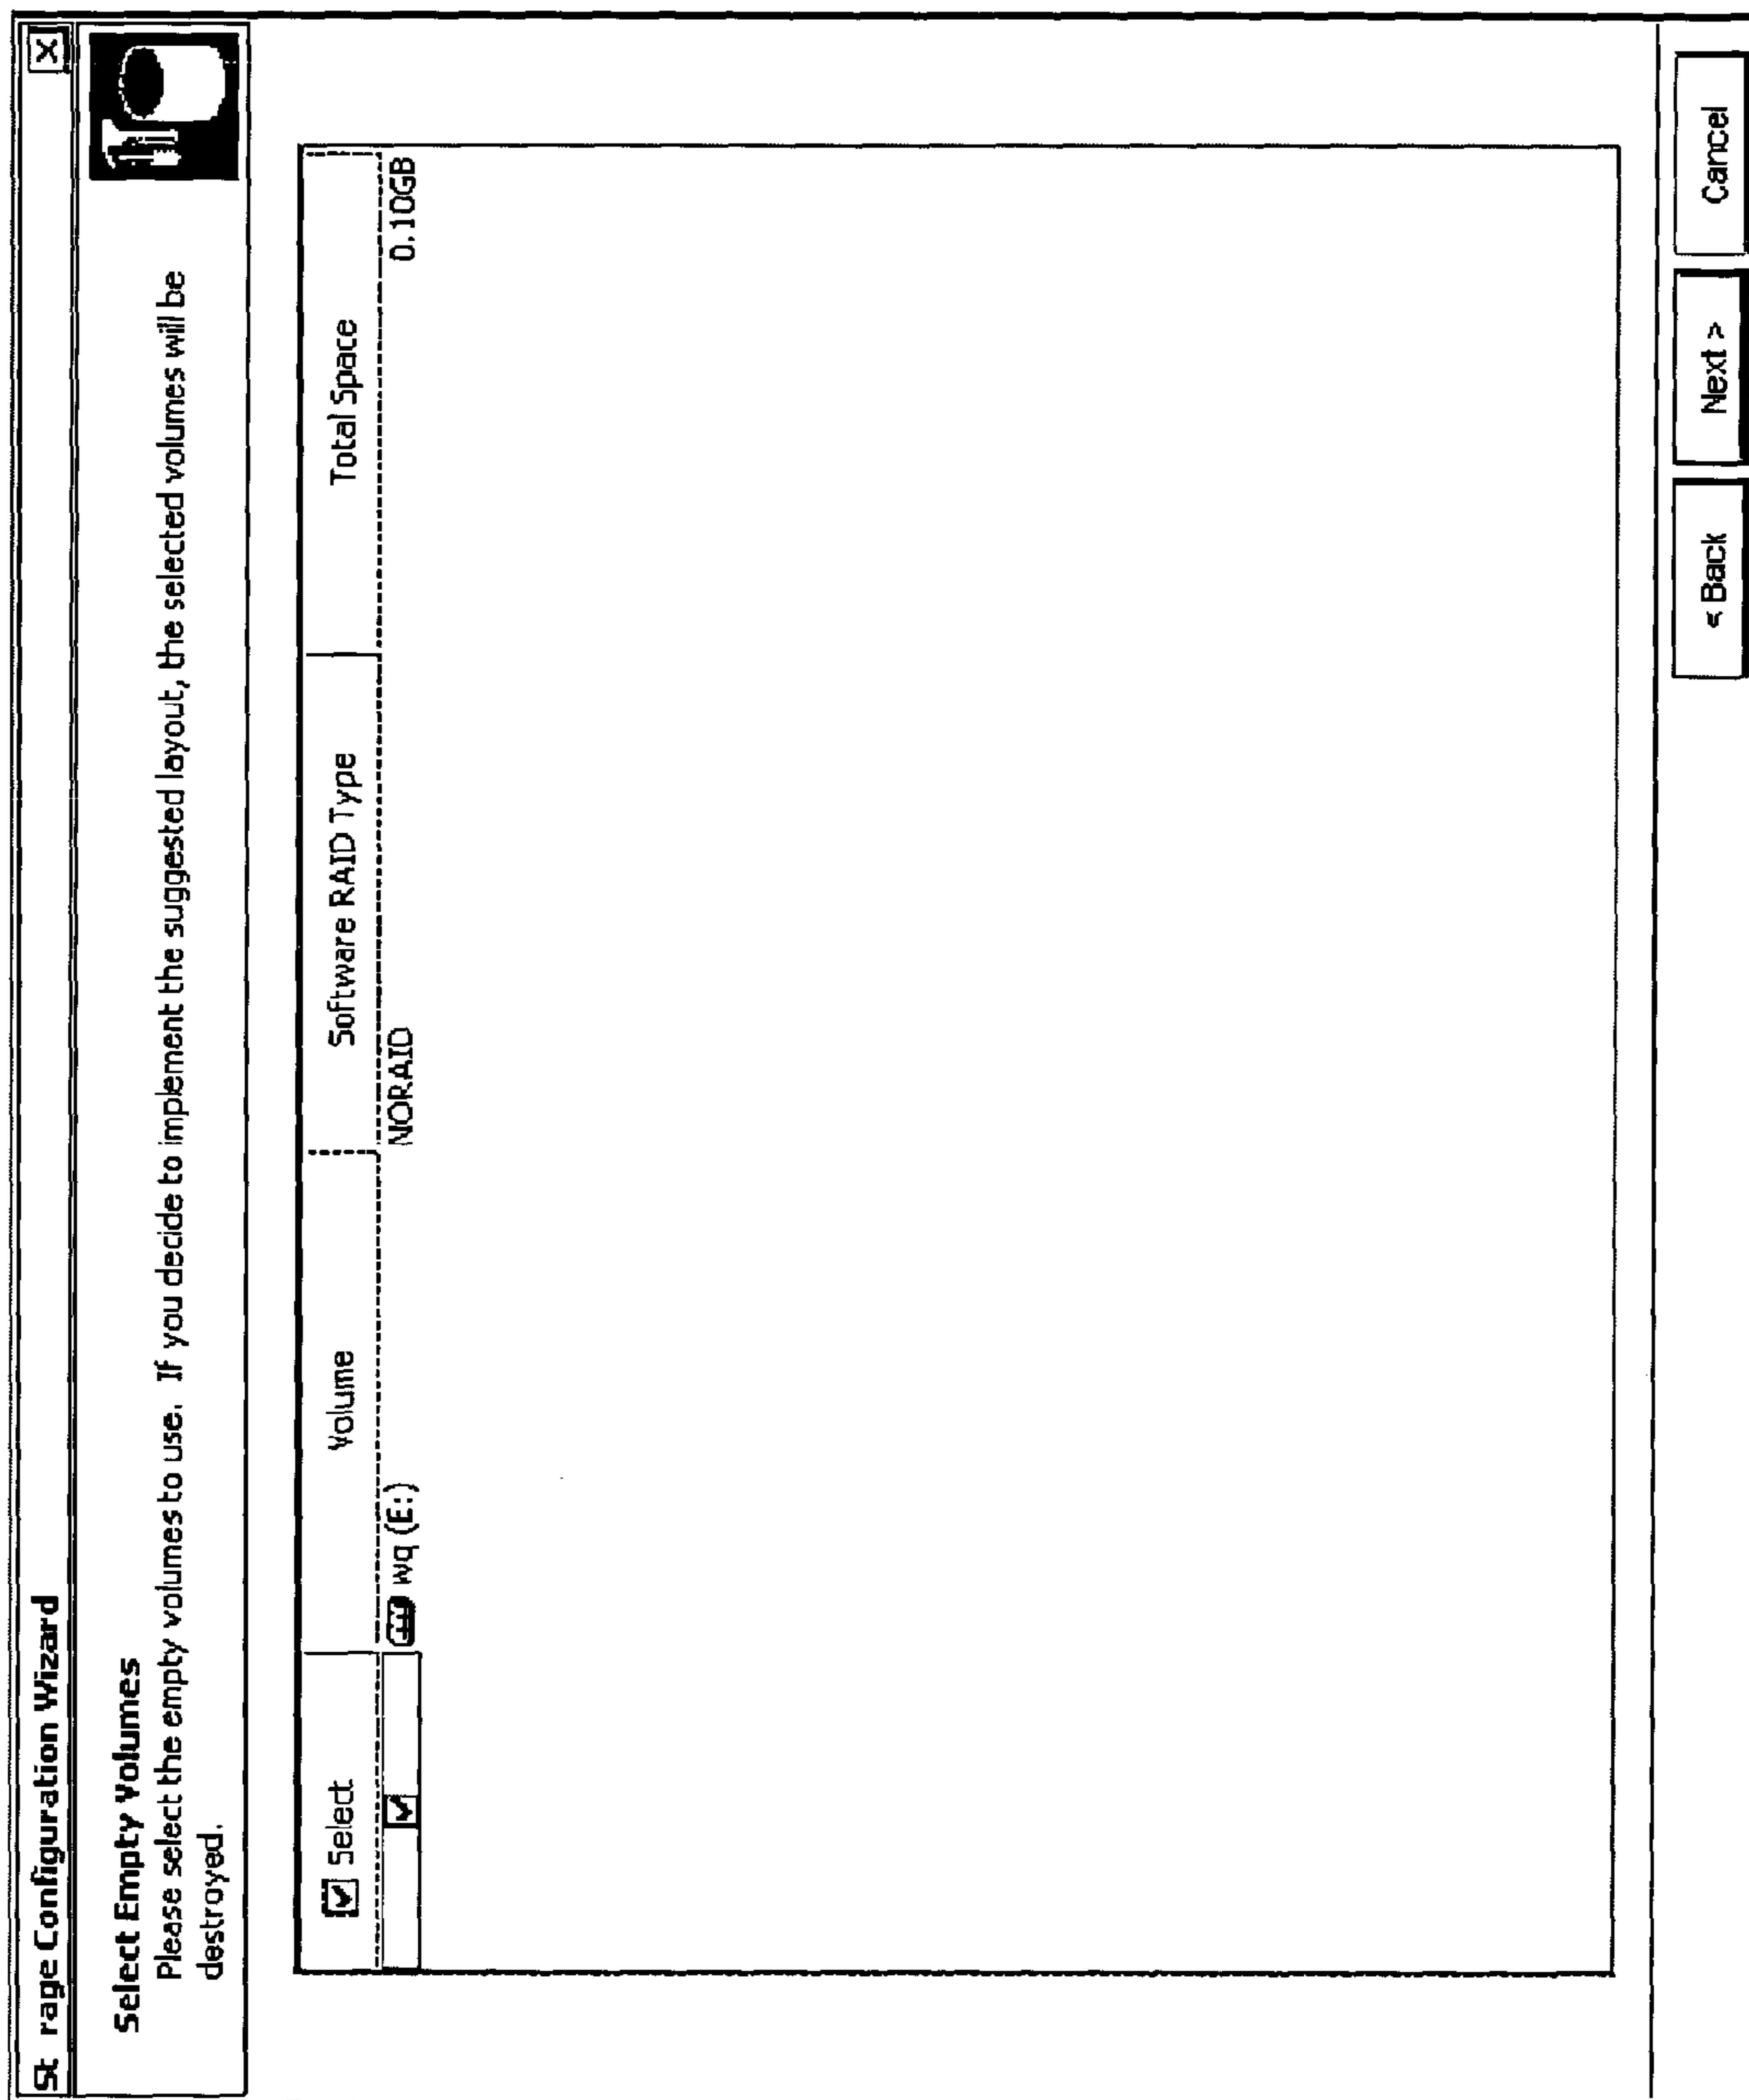 St rage Configuration Wizard
Select Empty Volumes
Please select the empty volumes to use. If you decide to implement the suggested layout, the selected volumes will be
destroyed.
Select Volume Software RAID Type Total Space
wq (E:) NORAID 0.10GB
< Back Next > Cancel